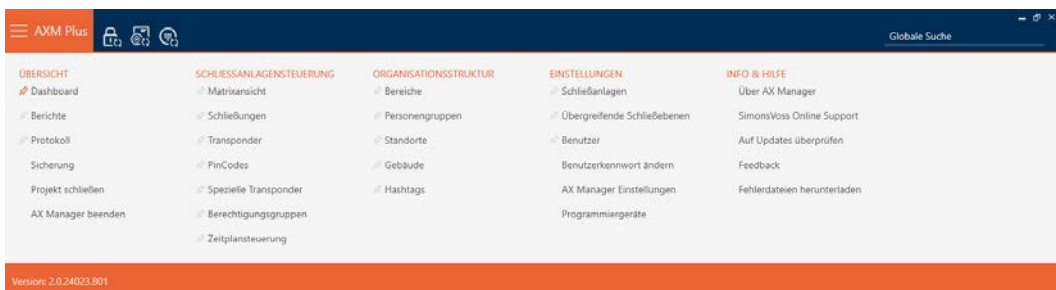 AXM Plus
Globale Suche
ÜBERSICHT
Dashboard
Berichte
Protokoll
Sicherung
Projekt schließen
AX Manager beenden
SCHLIESSANLAGENSTEUERUNG
Matrixansicht
Schließungen
Transponder
PinCodes
Spezielle Transponder
Berechtigungsgruppen
Zeitplansteuerung
ORGANISATIONSSTRUKTUR
Bereiche
Personengruppen
Standorte
Gebäude
Hashtags
EINSTELLUNGEN
Schließanlagen
Übergreifende Schließebenen
Benutzer
Benutzerkennwort ändern
AX Manager Einstellungen
Programmiergeräte
INFO & HILFE
Über AX Manager
SimonsVoss Online Support
Auf Updates überprüfen
Feedback
Fehlerdateien herunterladen
Version: 2.0.24023.801